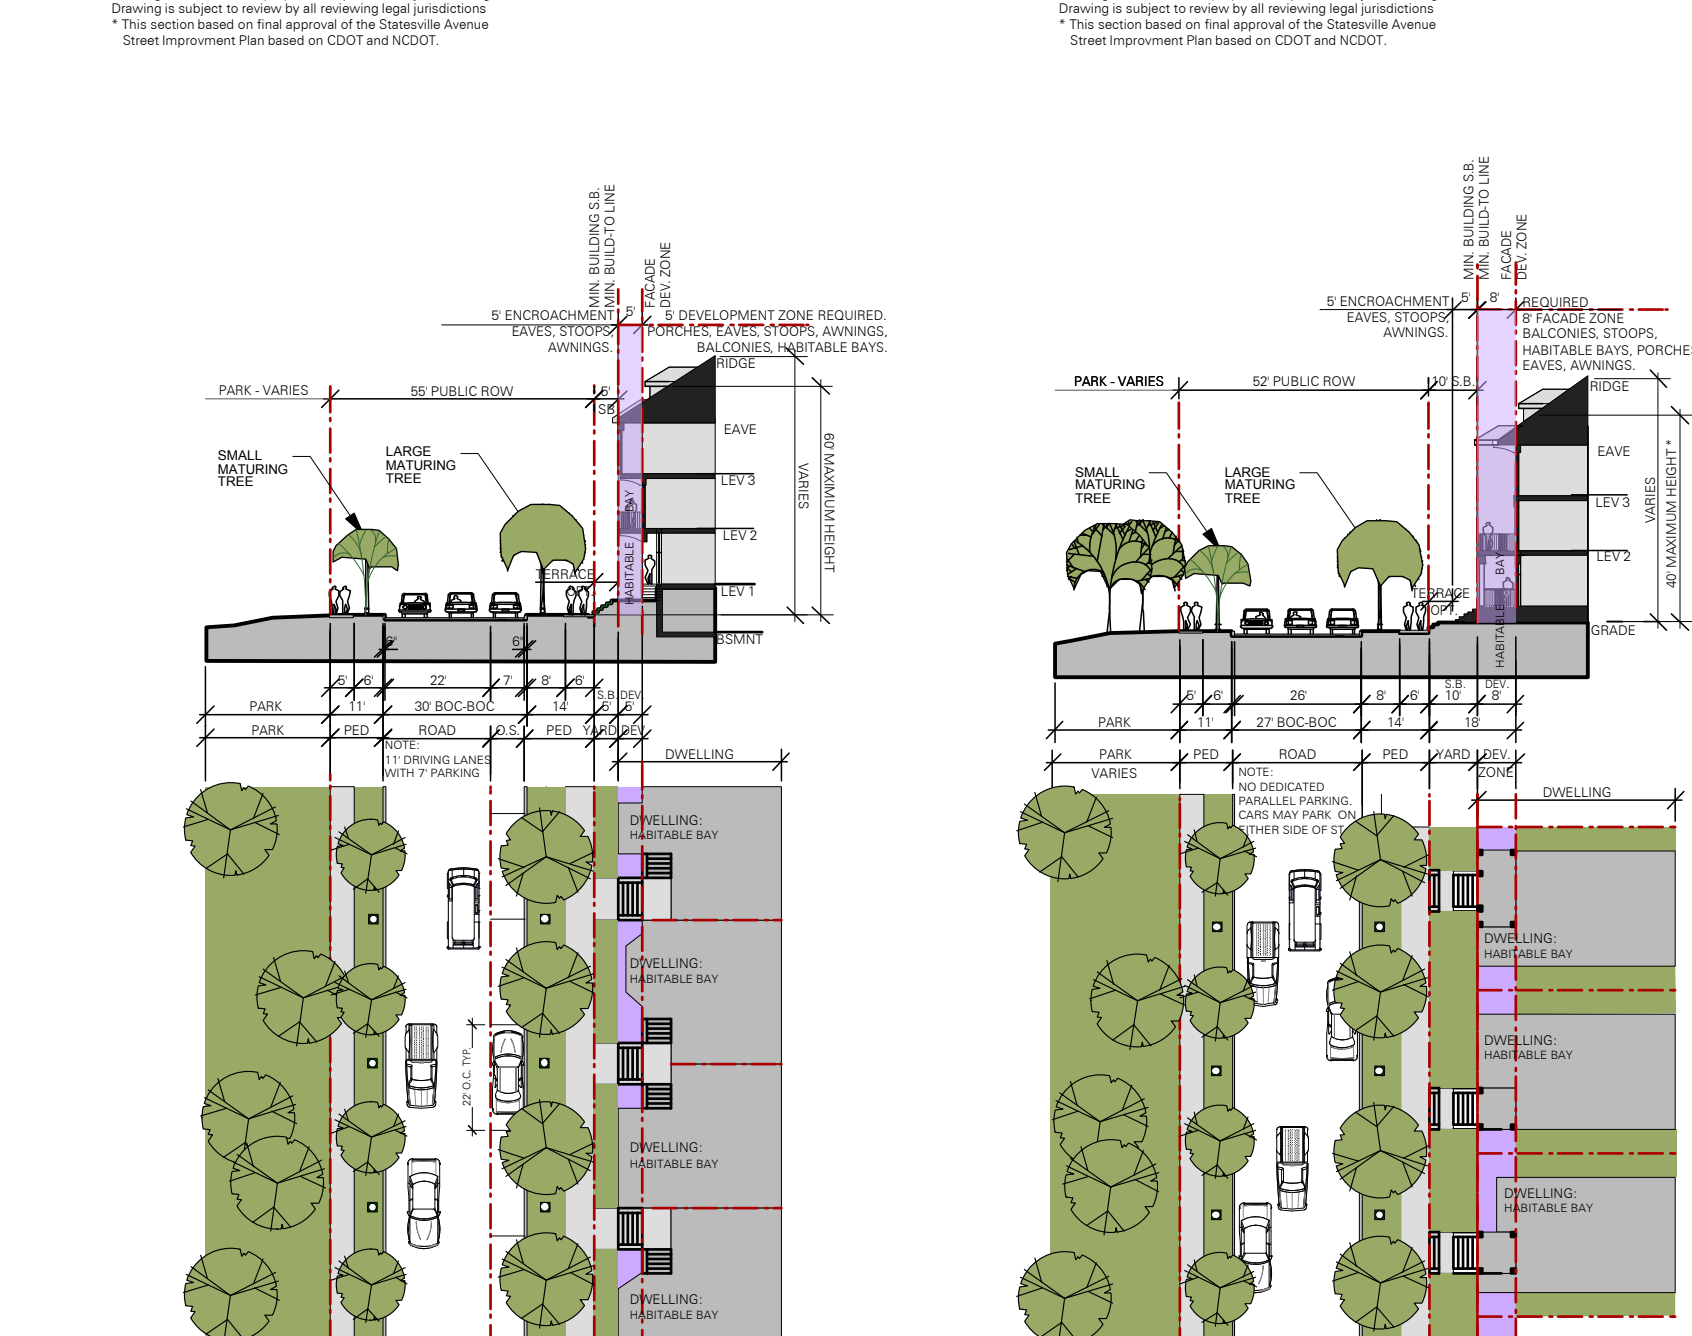 Drawing is subject to review by all reviewing legal jurisdictions
* This section based on final approval of the Statesville Avenue
Street Improvment Plan based on CDOT and NCDOT.
MIN. BUILDING S.B.
MIN. BUILD-TO LINE
FACADE
DEV. ZONE
5' ENCROACHMENT
EAVES, STOOPS,
AWNINGS.
5'
5' DEVELOPMENT ZONE REQUIRED.
PORCHES, EAVES, STOOPS, AWNINGS,
BALCONIES, HABITABLE BAYS.
RIDGE
PARK - VARIES
55' PUBLIC ROW
5'
SB
EAVE
SMALL
MATURING
TREE
LARGE
MATURING
TREE
LEV 3
VARIES
60' MAXIMUM HEIGHT
HABITABLE BAY
LEV 2
TERRACE
LEV 1
BSMNT
6"
6"
5'
6'
22'
7'
8'
6'
S.B.
DEV.
PARK
11'
30' BOC-BOC
14'
5'
5'
PARK
PED
ROAD
O.S.
PED
YARD
DEV
NOTE:
11' DRIVING LANES
WITH 7' PARKING
DWELLING
DWELLING:
HABITABLE BAY
DWELLING:
HABITABLE BAY
22' O.C. TYP.
DWELLING:
HABITABLE BAY
DWELLING:
HABITABLE BAY
Drawing is subject to review by all reviewing legal jurisdictions
* This section based on final approval of the Statesville Avenue
Street Improvment Plan based on CDOT and NCDOT.
MIN. BUILDING S.B.
MIN. BUILD-TO LINE
FACADE
DEV. ZONE
5' ENCROACHMENT
EAVES, STOOPS,
AWNINGS.
5'
8'
REQUIRED
8' FACADE ZONE
BALCONIES, STOOPS,
HABITABLE BAYS, PORCHES
EAVES, AWNINGS.
PARK - VARIES
52' PUBLIC ROW
10' S.B.
RIDGE
EAVE
SMALL
MATURING
TREE
LARGE
MATURING
TREE
LEV 3
VARIES
40' MAXIMUM HEIGHT *
LEV 2
HABITABLE BAY
TERRACE
OPT.
GRADE
5'
6'
26'
8'
6'
S.B.
10'
DEV.
8'
PARK
11'
27' BOC-BOC
14'
18'
PARK
VARIES
PED
ROAD
PED
YARD
DEV.
ZONE
NOTE:
NO DEDICATED
PARALLEL PARKING.
CARS MAY PARK ON
EITHER SIDE OF ST.
DWELLING
DWELLING:
HABITABLE BAY
DWELLING:
HABITABLE BAY
DWELLING:
HABITABLE BAY